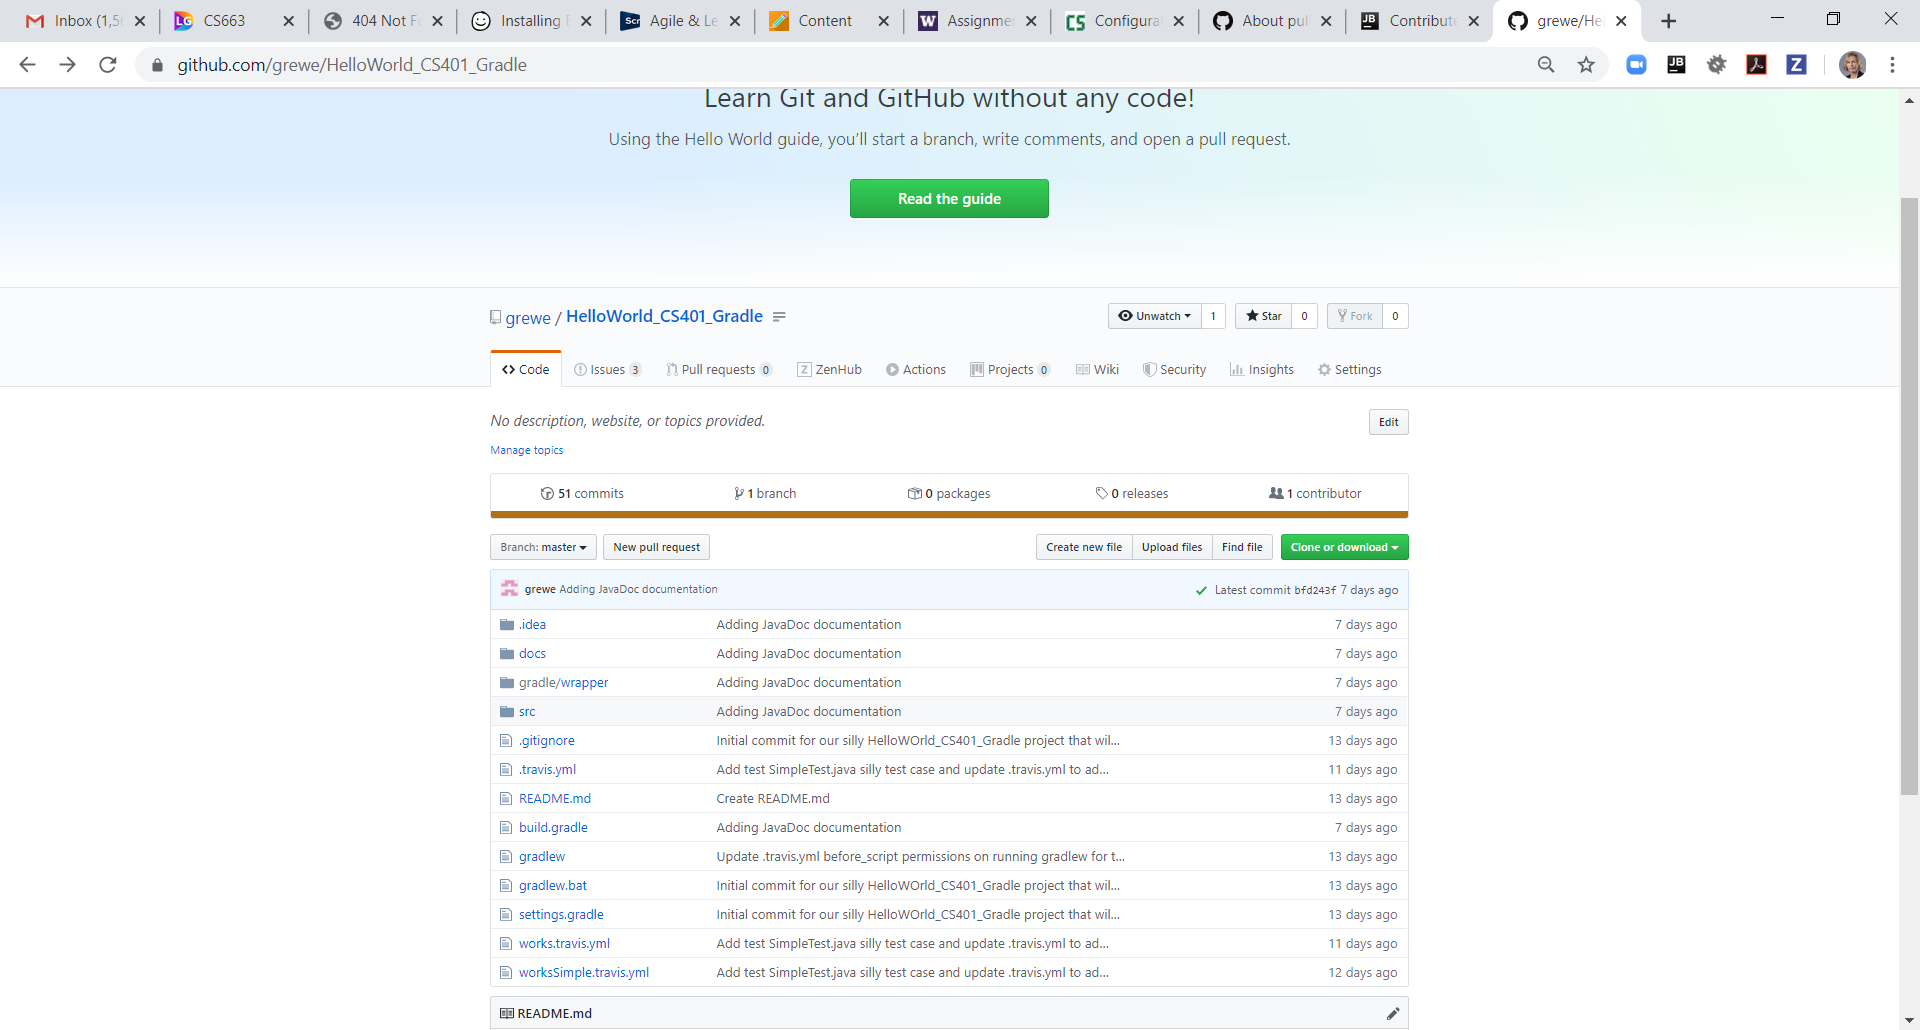 Inbox (1,5 CS663 404 Not F Installing Agile & Le Content Assignme Configura About pul Contribute grewe/He
github.com/grewe/HelloWorld_CS401_Gradle
Learn Git and GitHub without any code!
Using the Hello World guide, you’ll start a branch, write comments, and open a pull request.
Read the guide
grewe / HelloWorld_CS401_Gradle Unwatch 1 Star 0 Fork 0
Code Issues 3 Pull requests 0 ZenHub Actions Projects 0 Wiki Security Insights Settings
No description, website, or topics provided. Edit
Manage topics
51 commits 1 branch 0 packages 0 releases 1 contributor
Branch: master New pull request Create new file Upload files Find file Clone or download
grewe Adding JavaDoc documentation Latest commit bfd243f 7 days ago
.idea Adding JavaDoc documentation 7 days ago
docs Adding JavaDoc documentation 7 days ago
gradle/wrapper Adding JavaDoc documentation 7 days ago
src Adding JavaDoc documentation 7 days ago
.gitignore Initial commit for our silly HelloWOrld_CS401_Gradle project that wil... 13 days ago
.travis.yml Add test SimpleTest.java silly test case and update .travis.yml to ad... 11 days ago
README.md Create README.md 13 days ago
build.gradle Adding JavaDoc documentation 7 days ago
gradlew Update .travis.yml before_script permissions on running gradlew for t... 13 days ago
gradlew.bat Initial commit for our silly HelloWOrld_CS401_Gradle project that wil... 13 days ago
settings.gradle Initial commit for our silly HelloWOrld_CS401_Gradle project that wil... 13 days ago
works.travis.yml Add test SimpleTest.java silly test case and update .travis.yml to ad... 11 days ago
worksSimple.travis.yml Add test SimpleTest.java silly test case and update .travis.yml to ad... 12 days ago
README.md